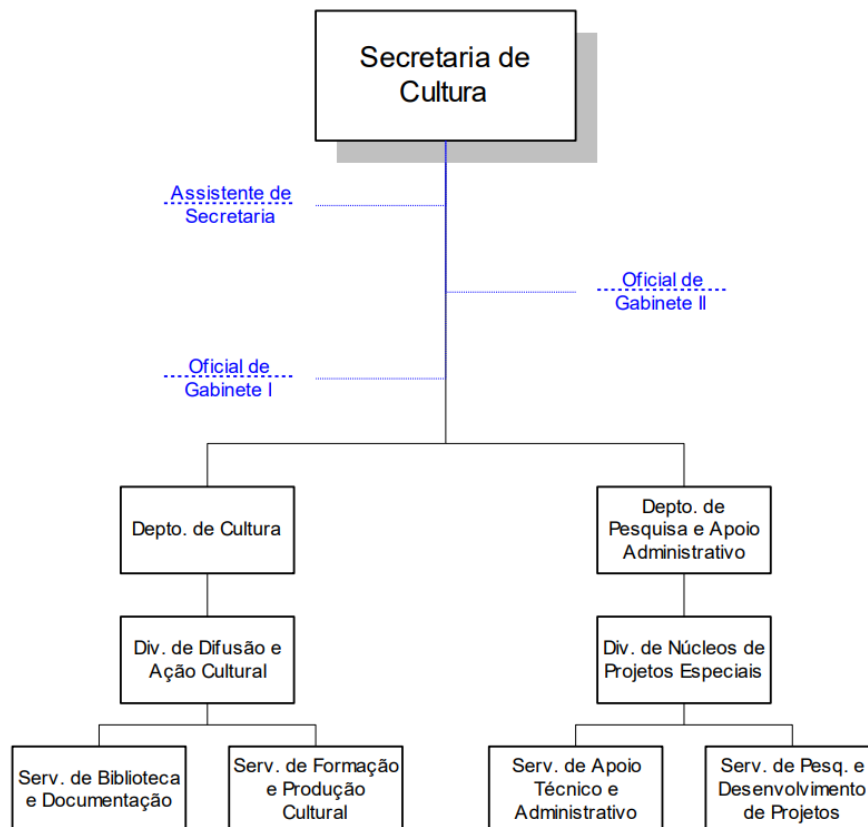 Secretaria de
Cultura
Assistente de
Secretaria
Oficial de
Gabinete II
Oficial de
Gabinete I
Depto. de Cultura
Depto. de
Pesquisa e Apoio
Administrativo
Div. de Difusão e
Ação Cultural
Div. de Núcleos de
Projetos Especiais
Serv. de Biblioteca
e Documentação
Serv. de Formação
e Produção
Cultural
Serv. de Apoio
Técnico e
Administrativo
Serv. de Pesq. e
Desenvolvimento
de Projetos